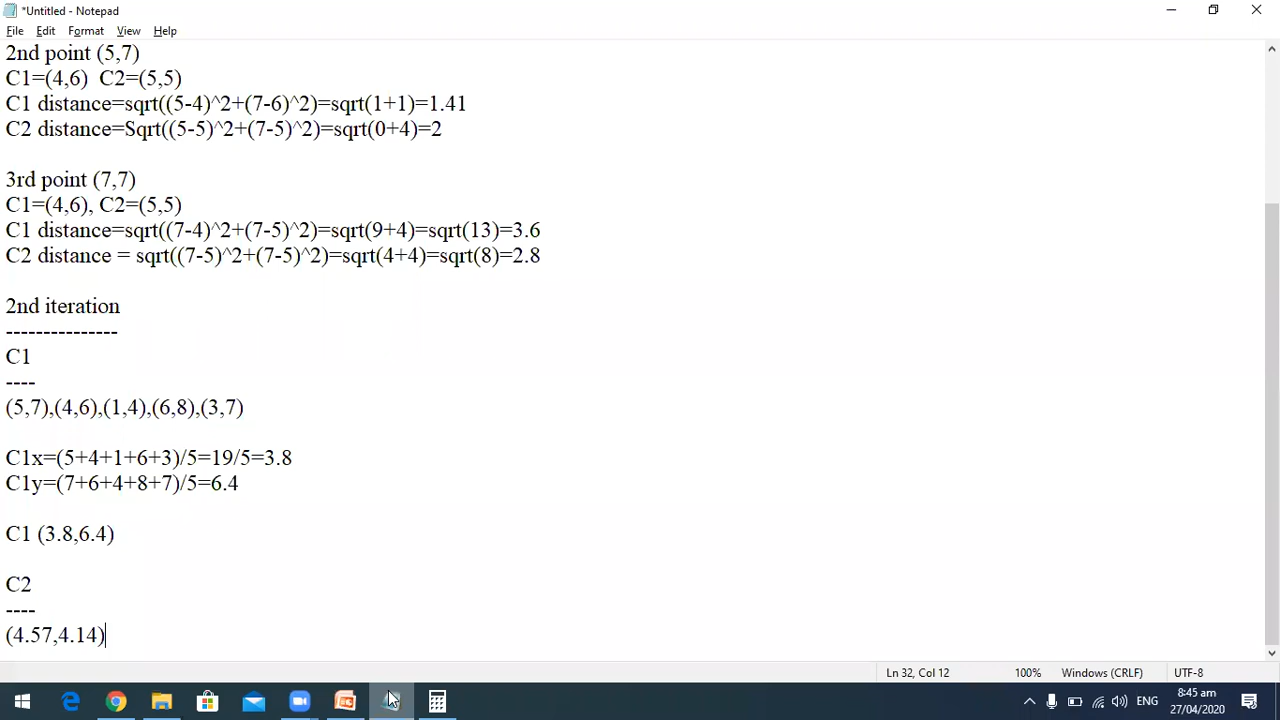 *Untitled - Notepad
File Edit Format View Help
2nd point (5,7)
C1=(4,6)  C2=(5,5)
C1 distance=sqrt((5-4)^2+(7-6)^2)=sqrt(1+1)=1.41
C2 distance=Sqrt((5-5)^2+(7-5)^2)=sqrt(0+4)=2
3rd point (7,7)
C1=(4,6), C2=(5,5)
C1 distance=sqrt((7-4)^2+(7-5)^2)=sqrt(9+4)=sqrt(13)=3.6
C2 distance = sqrt((7-5)^2+(7-5)^2)=sqrt(4+4)=sqrt(8)=2.8
2nd iteration
---------------
C1
----
(5,7),(4,6),(1,4),(6,8),(3,7)
C1x=(5+4+1+6+3)/5=19/5=3.8
C1y=(7+6+4+8+7)/5=6.4
C1 (3.8,6.4)
C2
----
(4.57,4.14)
Ln 32, Col 12 100% Windows (CRLF) UTF-8
ENG 8:45 am
27/04/2020